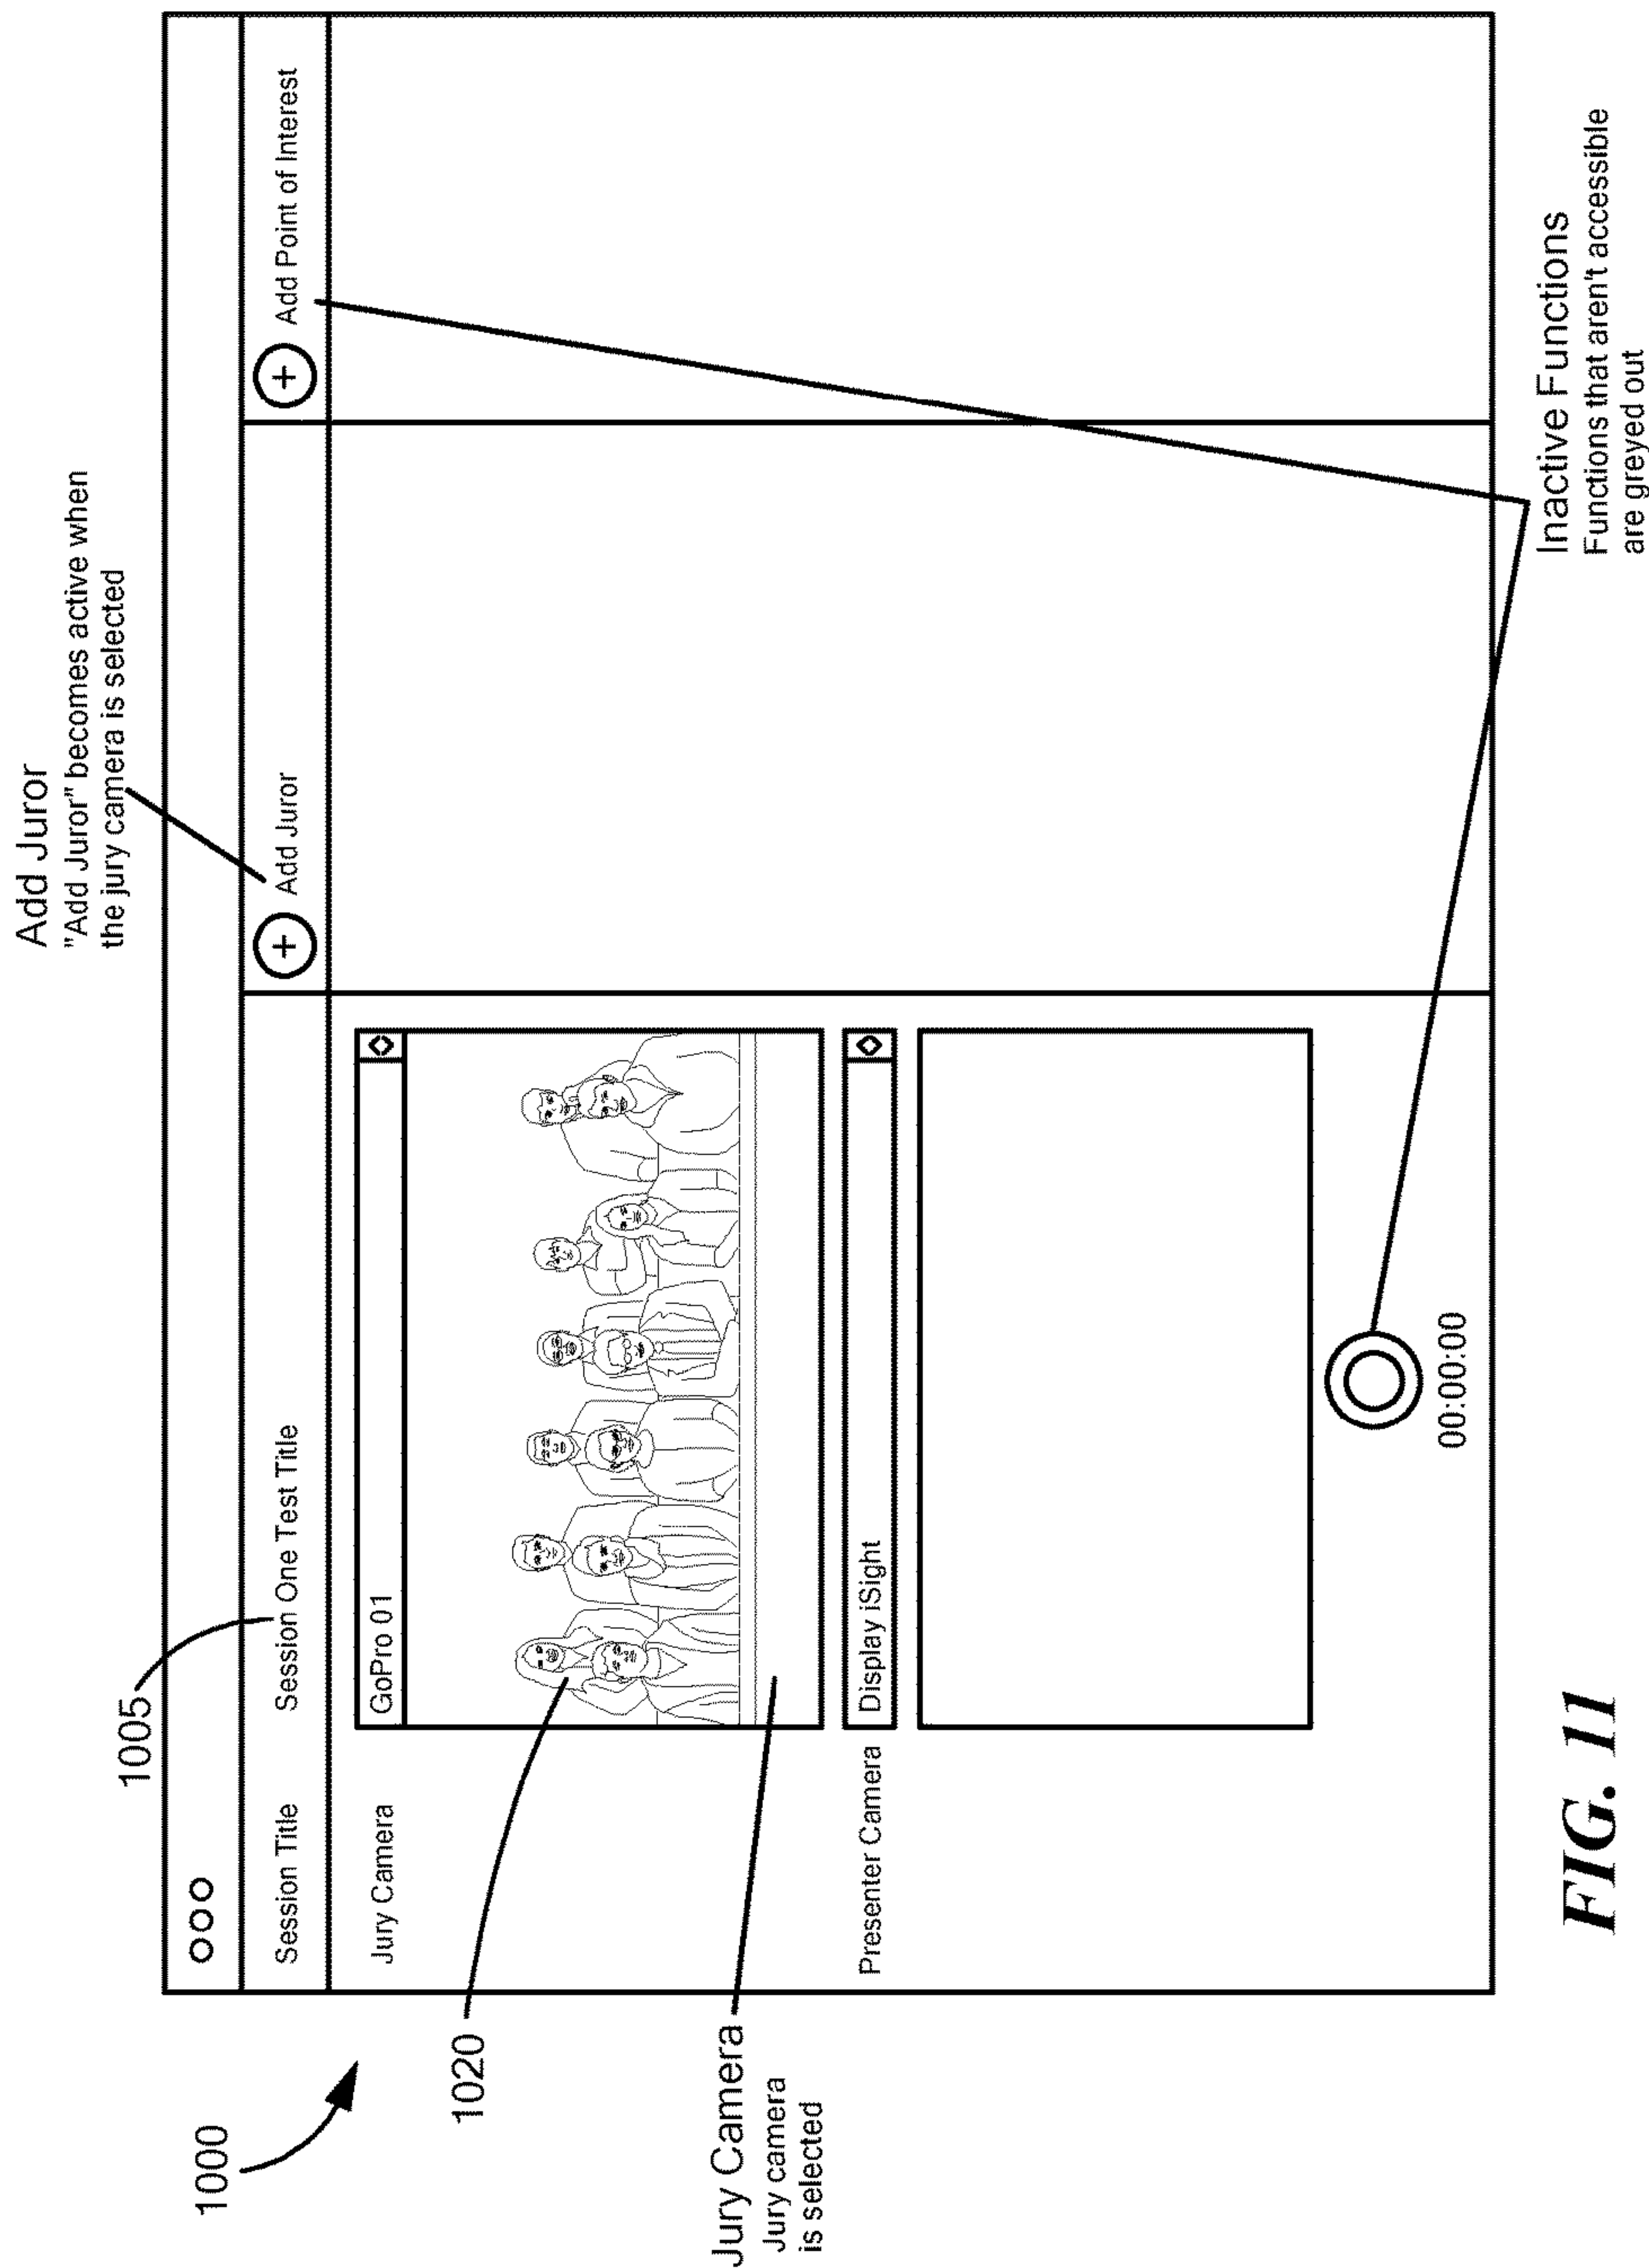 Add Juror
"Add Juror" becomes active when
the jury camera is selected
1005
1000
Session Title
Session One Test Title
Add Juror
Add Point of Interest
Jury Camera
GoPro 01
1020
Jury Camera
Jury camera
is selected
Presenter Camera
Display iSight
00:00:00
Inactive Functions
Functions that aren't accessible
are greyed out
FIG. 11